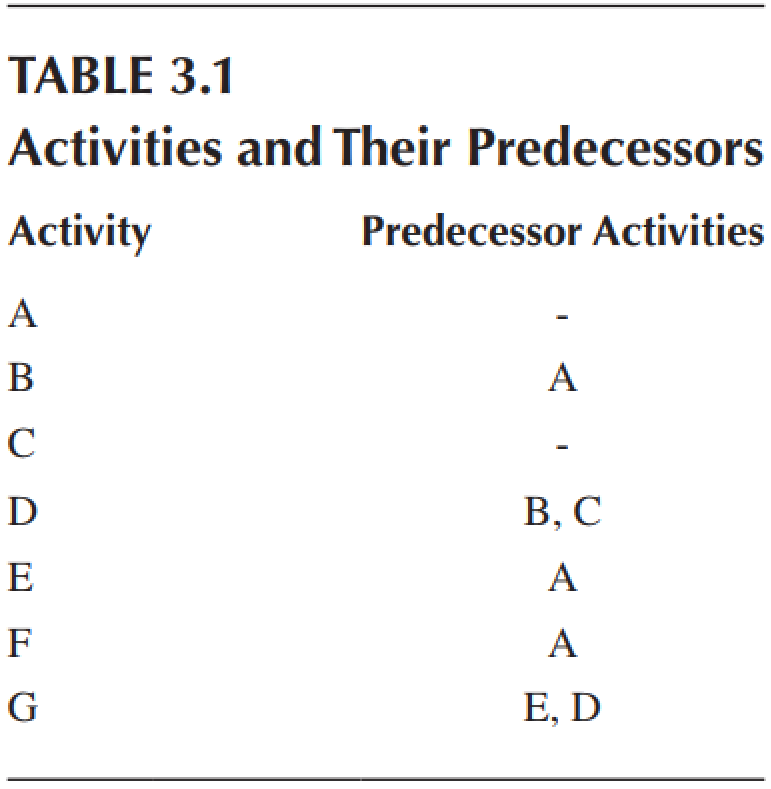 TABLE 3.1
Activities and Their Predecessors
Activity Predecessor Activities
A -
B A
C -
D B, C
E A
F A
G E, D